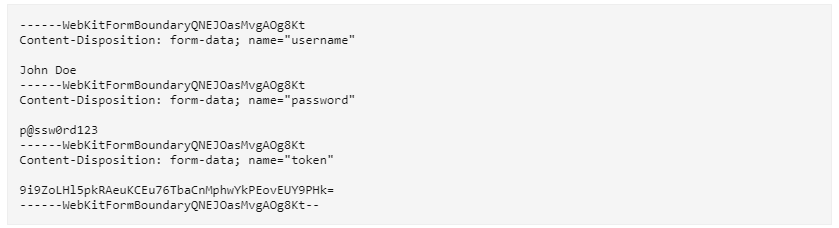 ------WebKitFormBoundaryQNEJOasMvgAOg8Kt
Content-Disposition: form-data; name="username"
John Doe
------WebKitFormBoundaryQNEJOasMvgAOg8Kt
Content-Disposition: form-data; name="password"
p@ssw0rd123
------WebKitFormBoundaryQNEJOasMvgAOg8Kt
Content-Disposition: form-data; name="token"
9i9ZoLHl5pkRAeuKCEu76TbaCnMphwYkPEovEUY9PHk=
------WebKitFormBoundaryQNEJOasMvgAOg8Kt--